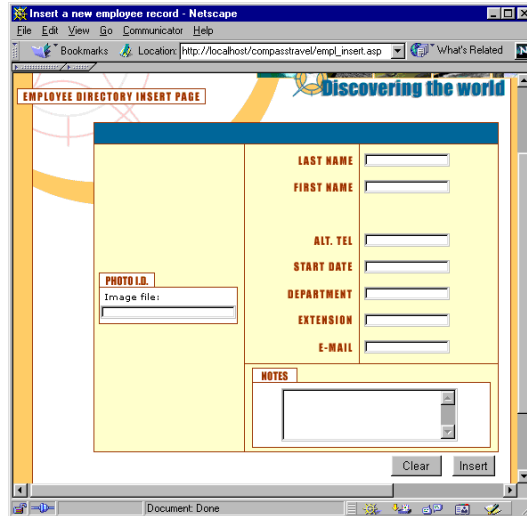 Insert a new employee record - Netscape
File Edit View Go Communicator Help
Bookmarks Location: http://localhost/compasstravel/empl_insert.asp What's Related N
EMPLOYEE DIRECTORY INSERT PAGE
Discovering the world
LAST NAME
FIRST NAME
ALT. TEL
START DATE
PHOTO I.D.
Image file:
DEPARTMENT
EXTENSION
E-MAIL
NOTES
Clear Insert
Document: Done